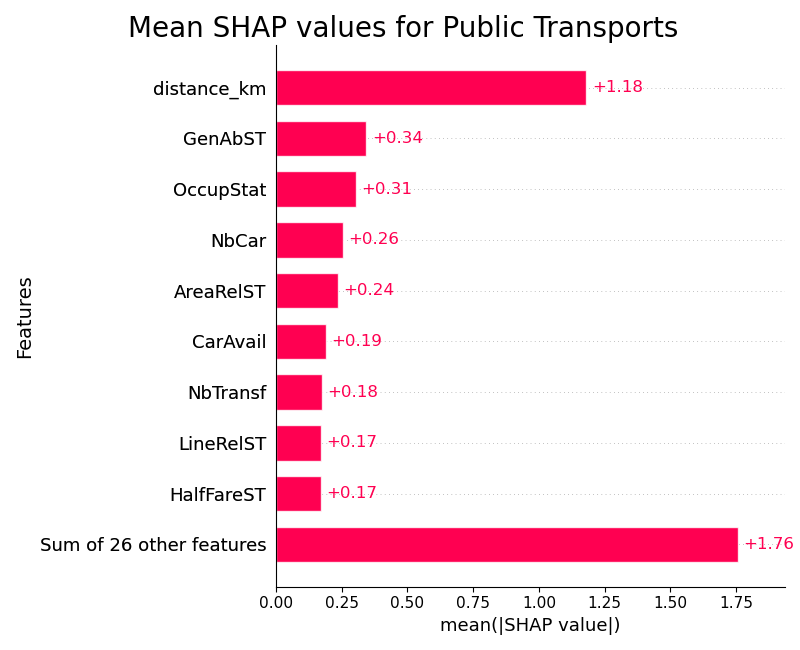 Mean SHAP values for Public Transports
distance_km +1.18
GenAbST +0.34
OccupStat +0.31
NbCar +0.26
AreaRelST +0.24
CarAvail +0.19
NbTransf +0.18
LineRelST +0.17
HalfFareST +0.17
Sum of 26 other features +1.76
Features
0.00 0.25 0.50 0.75 1.00 1.25 1.50 1.75
mean(|SHAP value|)